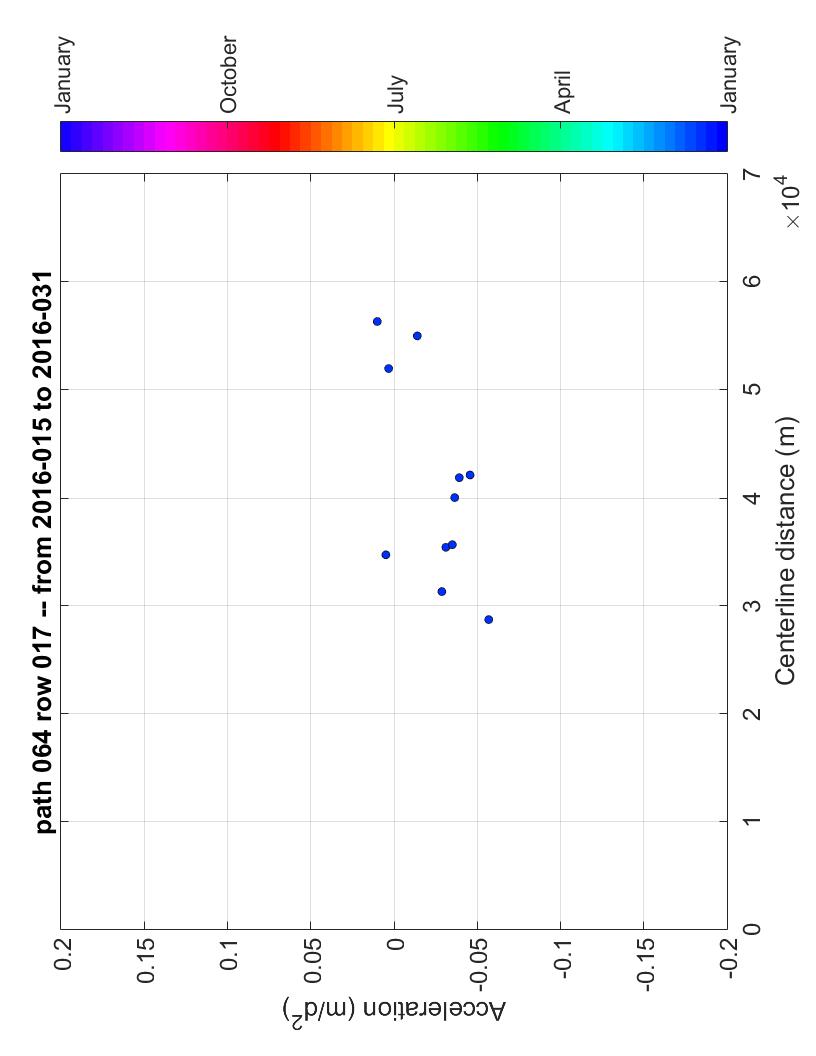 path 064 row 017 -- from 2016-015 to 2016-031
0.2
0.15
0.1
0.05
0
-0.05
-0.1
-0.15
-0.2
Acceleration (m/d²)
0 1 2 3 4 5 6 7
×10⁴
Centerline distance (m)
January
October
July
April
January